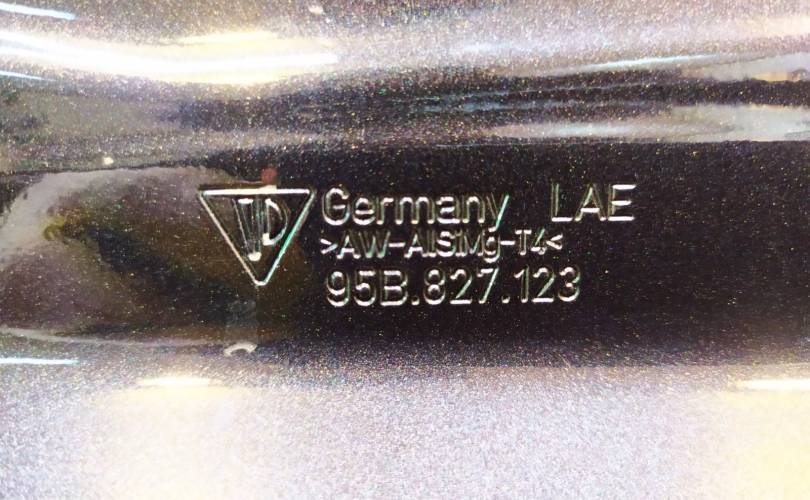 Germany LAE
>AW-AlSiMg-T4<
95B.827.123